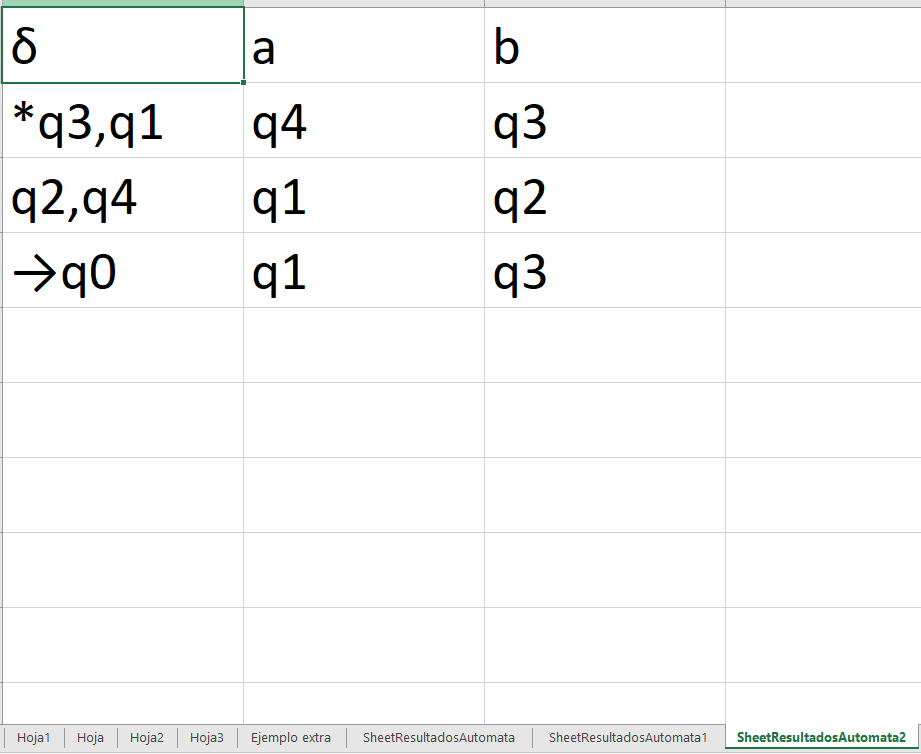 δ a b
*q3,q1 q4 q3
q2,q4 q1 q2
→q0 q1 q3
Hoja1 Hoja Hoja2 Hoja3 Ejemplo extra SheetResultadosAutomata SheetResultadosAutomata1 SheetResultadosAutomata2